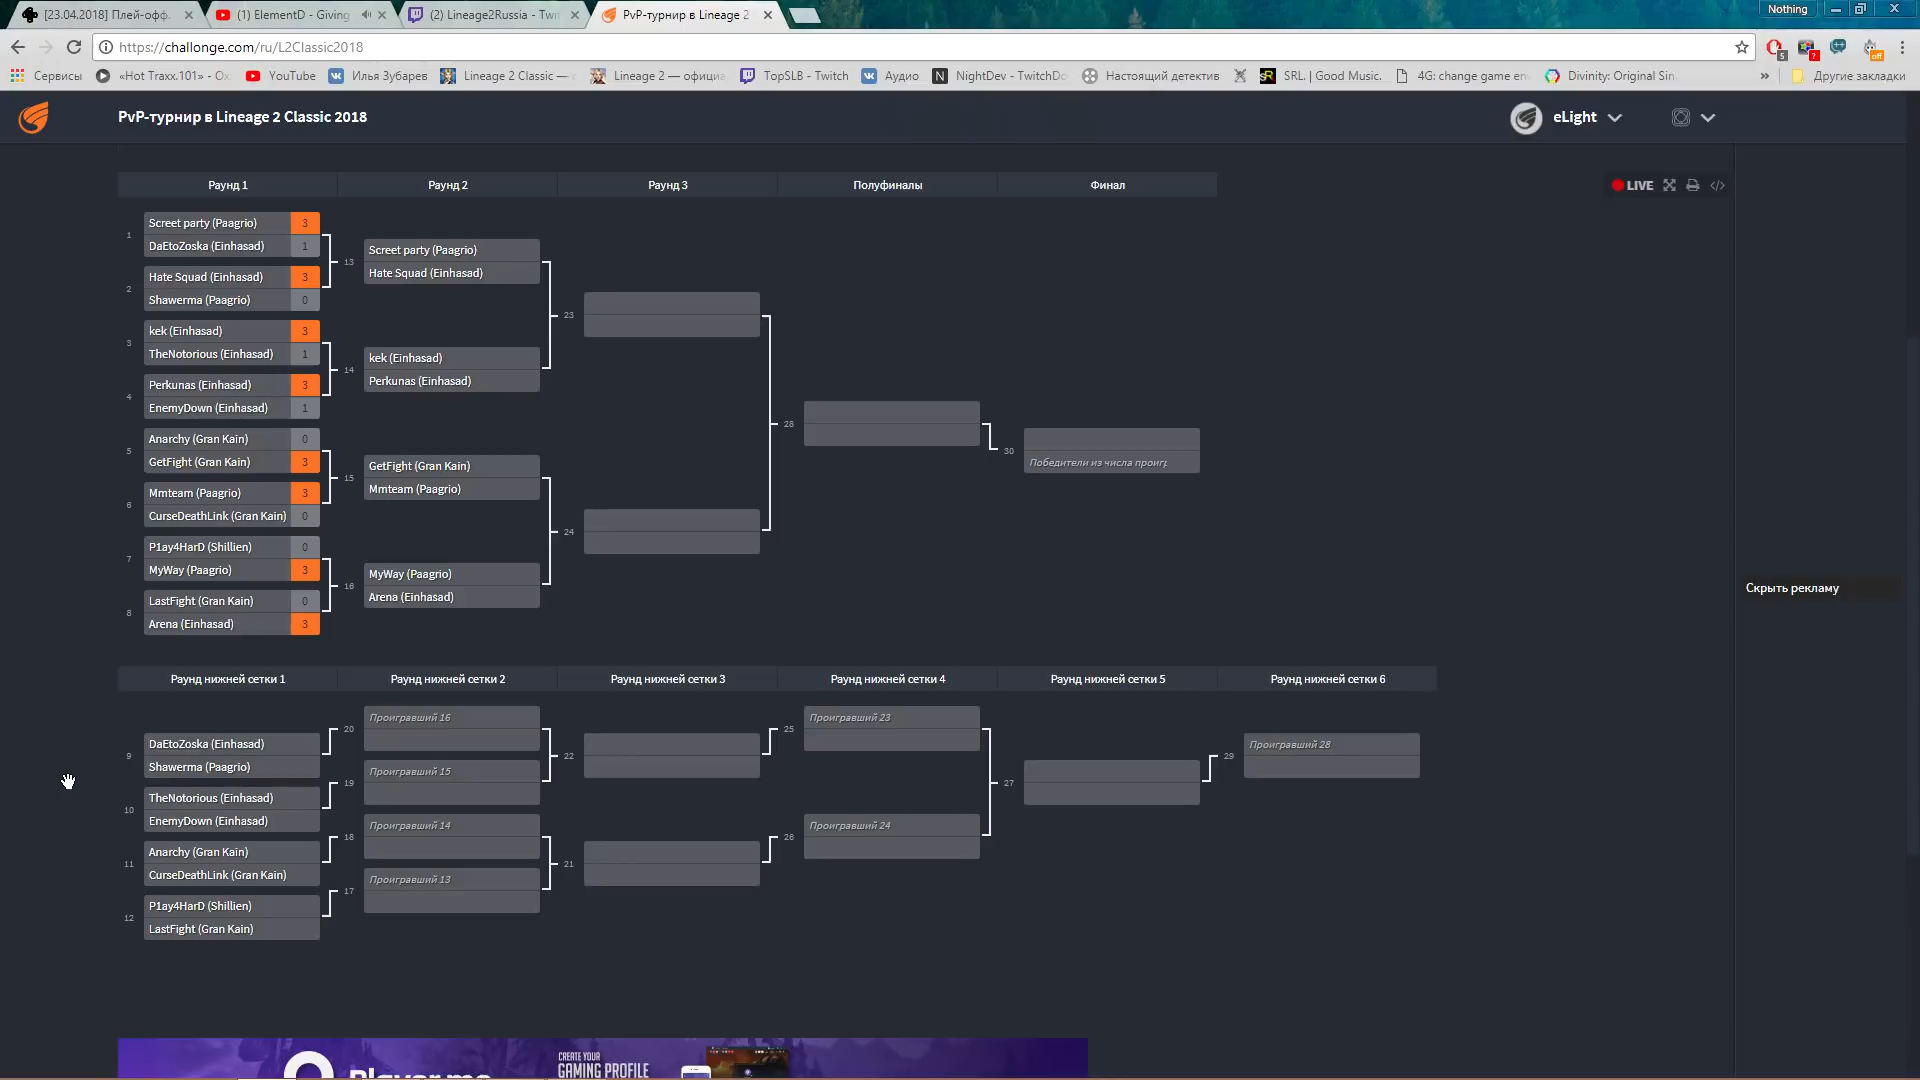 [23.04.2018] Плей-офф
(1) ElementD - Giving
(2) Lineage2Russia - Twi
PvP-турнир в Lineage 2
Nothing
https://challonge.com/ru/L2Classic2018
Сервисы
«Hot Traxx.101» - Ox
YouTube
Илья Зубарев
Lineage 2 Classic —
Lineage 2 — официа
TopSLB - Twitch
Аудио
NightDev - TwitchDo
Настоящий детектив
SRL. | Good Music.
4G: change game en
Divinity: Original Sin
»
Другие закладки
PvP-турнир в Lineage 2 Classic 2018
eLight
Раунд 1
Раунд 2
Раунд 3
Полуфиналы
Финал
LIVE
1
Screet party (Paagrio) 3
DaEtoZoska (Einhasad) 1
2
Hate Squad (Einhasad) 3
Shawerma (Paagrio) 0
3
kek (Einhasad) 3
TheNotorious (Einhasad) 1
4
Perkunas (Einhasad) 3
EnemyDown (Einhasad) 1
5
Anarchy (Gran Kain) 0
GetFight (Gran Kain) 3
6
Mmteam (Paagrio) 3
CurseDeathLink (Gran Kain) 0
7
P1ay4HarD (Shillien) 0
MyWay (Paagrio) 3
8
LastFight (Gran Kain) 0
Arena (Einhasad) 3
13
Screet party (Paagrio)
Hate Squad (Einhasad)
14
kek (Einhasad)
Perkunas (Einhasad)
15
GetFight (Gran Kain)
Mmteam (Paagrio)
16
MyWay (Paagrio)
Arena (Einhasad)
23
24
28
30
Победители из числа проигр
Скрыть рекламу
Раунд нижней сетки 1
Раунд нижней сетки 2
Раунд нижней сетки 3
Раунд нижней сетки 4
Раунд нижней сетки 5
Раунд нижней сетки 6
9
DaEtoZoska (Einhasad)
Shawerma (Paagrio)
10
TheNotorious (Einhasad)
EnemyDown (Einhasad)
11
Anarchy (Gran Kain)
CurseDeathLink (Gran Kain)
12
P1ay4HarD (Shillien)
LastFight (Gran Kain)
20
Проигравший 16
19
Проигравший 15
18
Проигравший 14
17
Проигравший 13
22
21
25
Проигравший 23
26
Проигравший 24
27
29
Проигравший 28
Player.me
CREATE YOUR
GAMING PROFILE